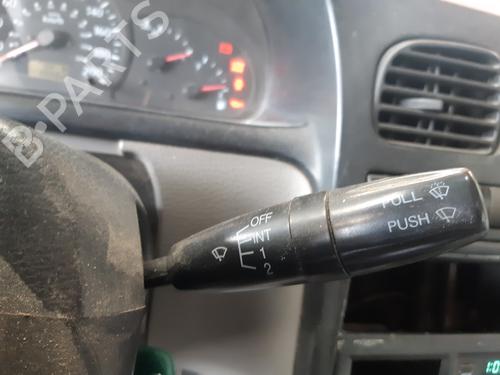 B-PARTS
OFF
INT
1
2
PULL
PUSH